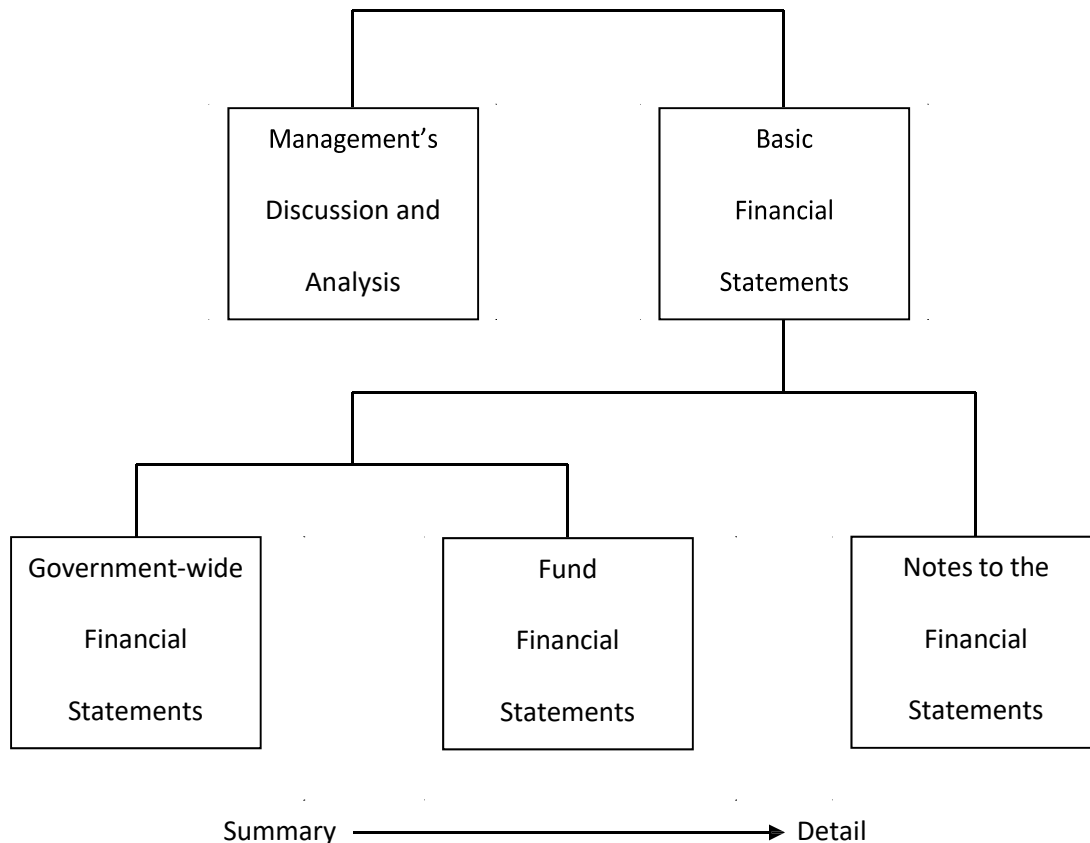 Management’s
Discussion and
Analysis
Basic
Financial
Statements
Government-wide
Financial
Statements
Fund
Financial
Statements
Notes to the
Financial
Statements
Summary
Detail